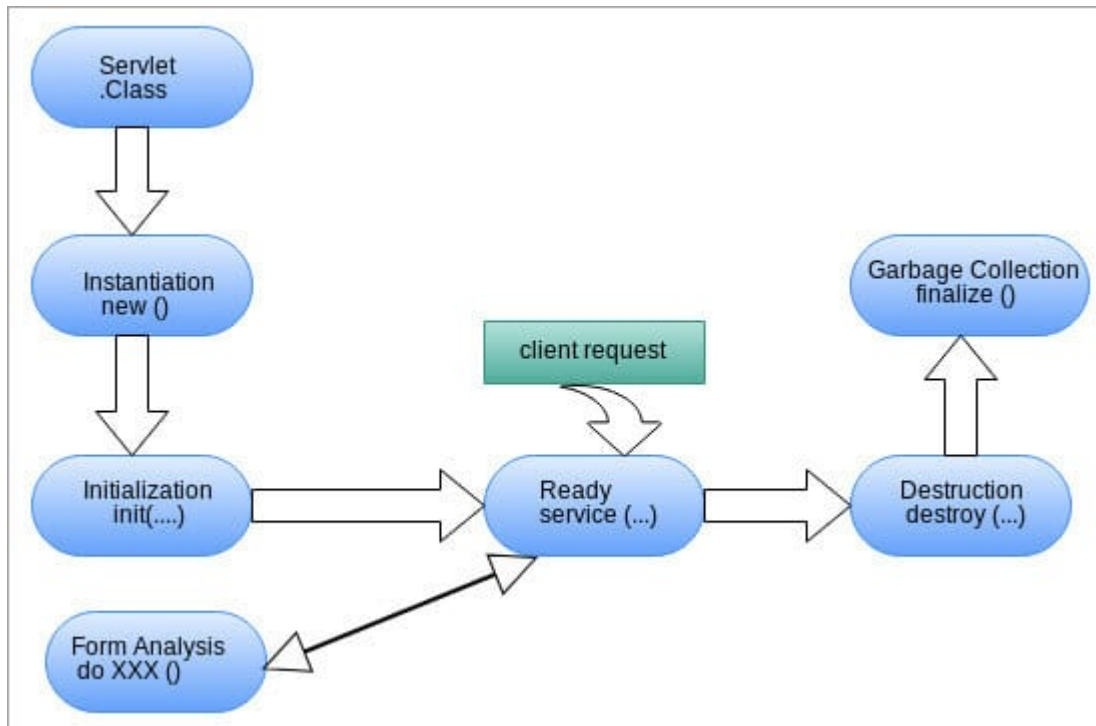 Servlet
.Class
Instantiation
new ()
Garbage Collection
finalize ()
client request
Initialization
init(....)
Ready
service (...)
Destruction
destroy (...)
Form Analysis
do XXX ()